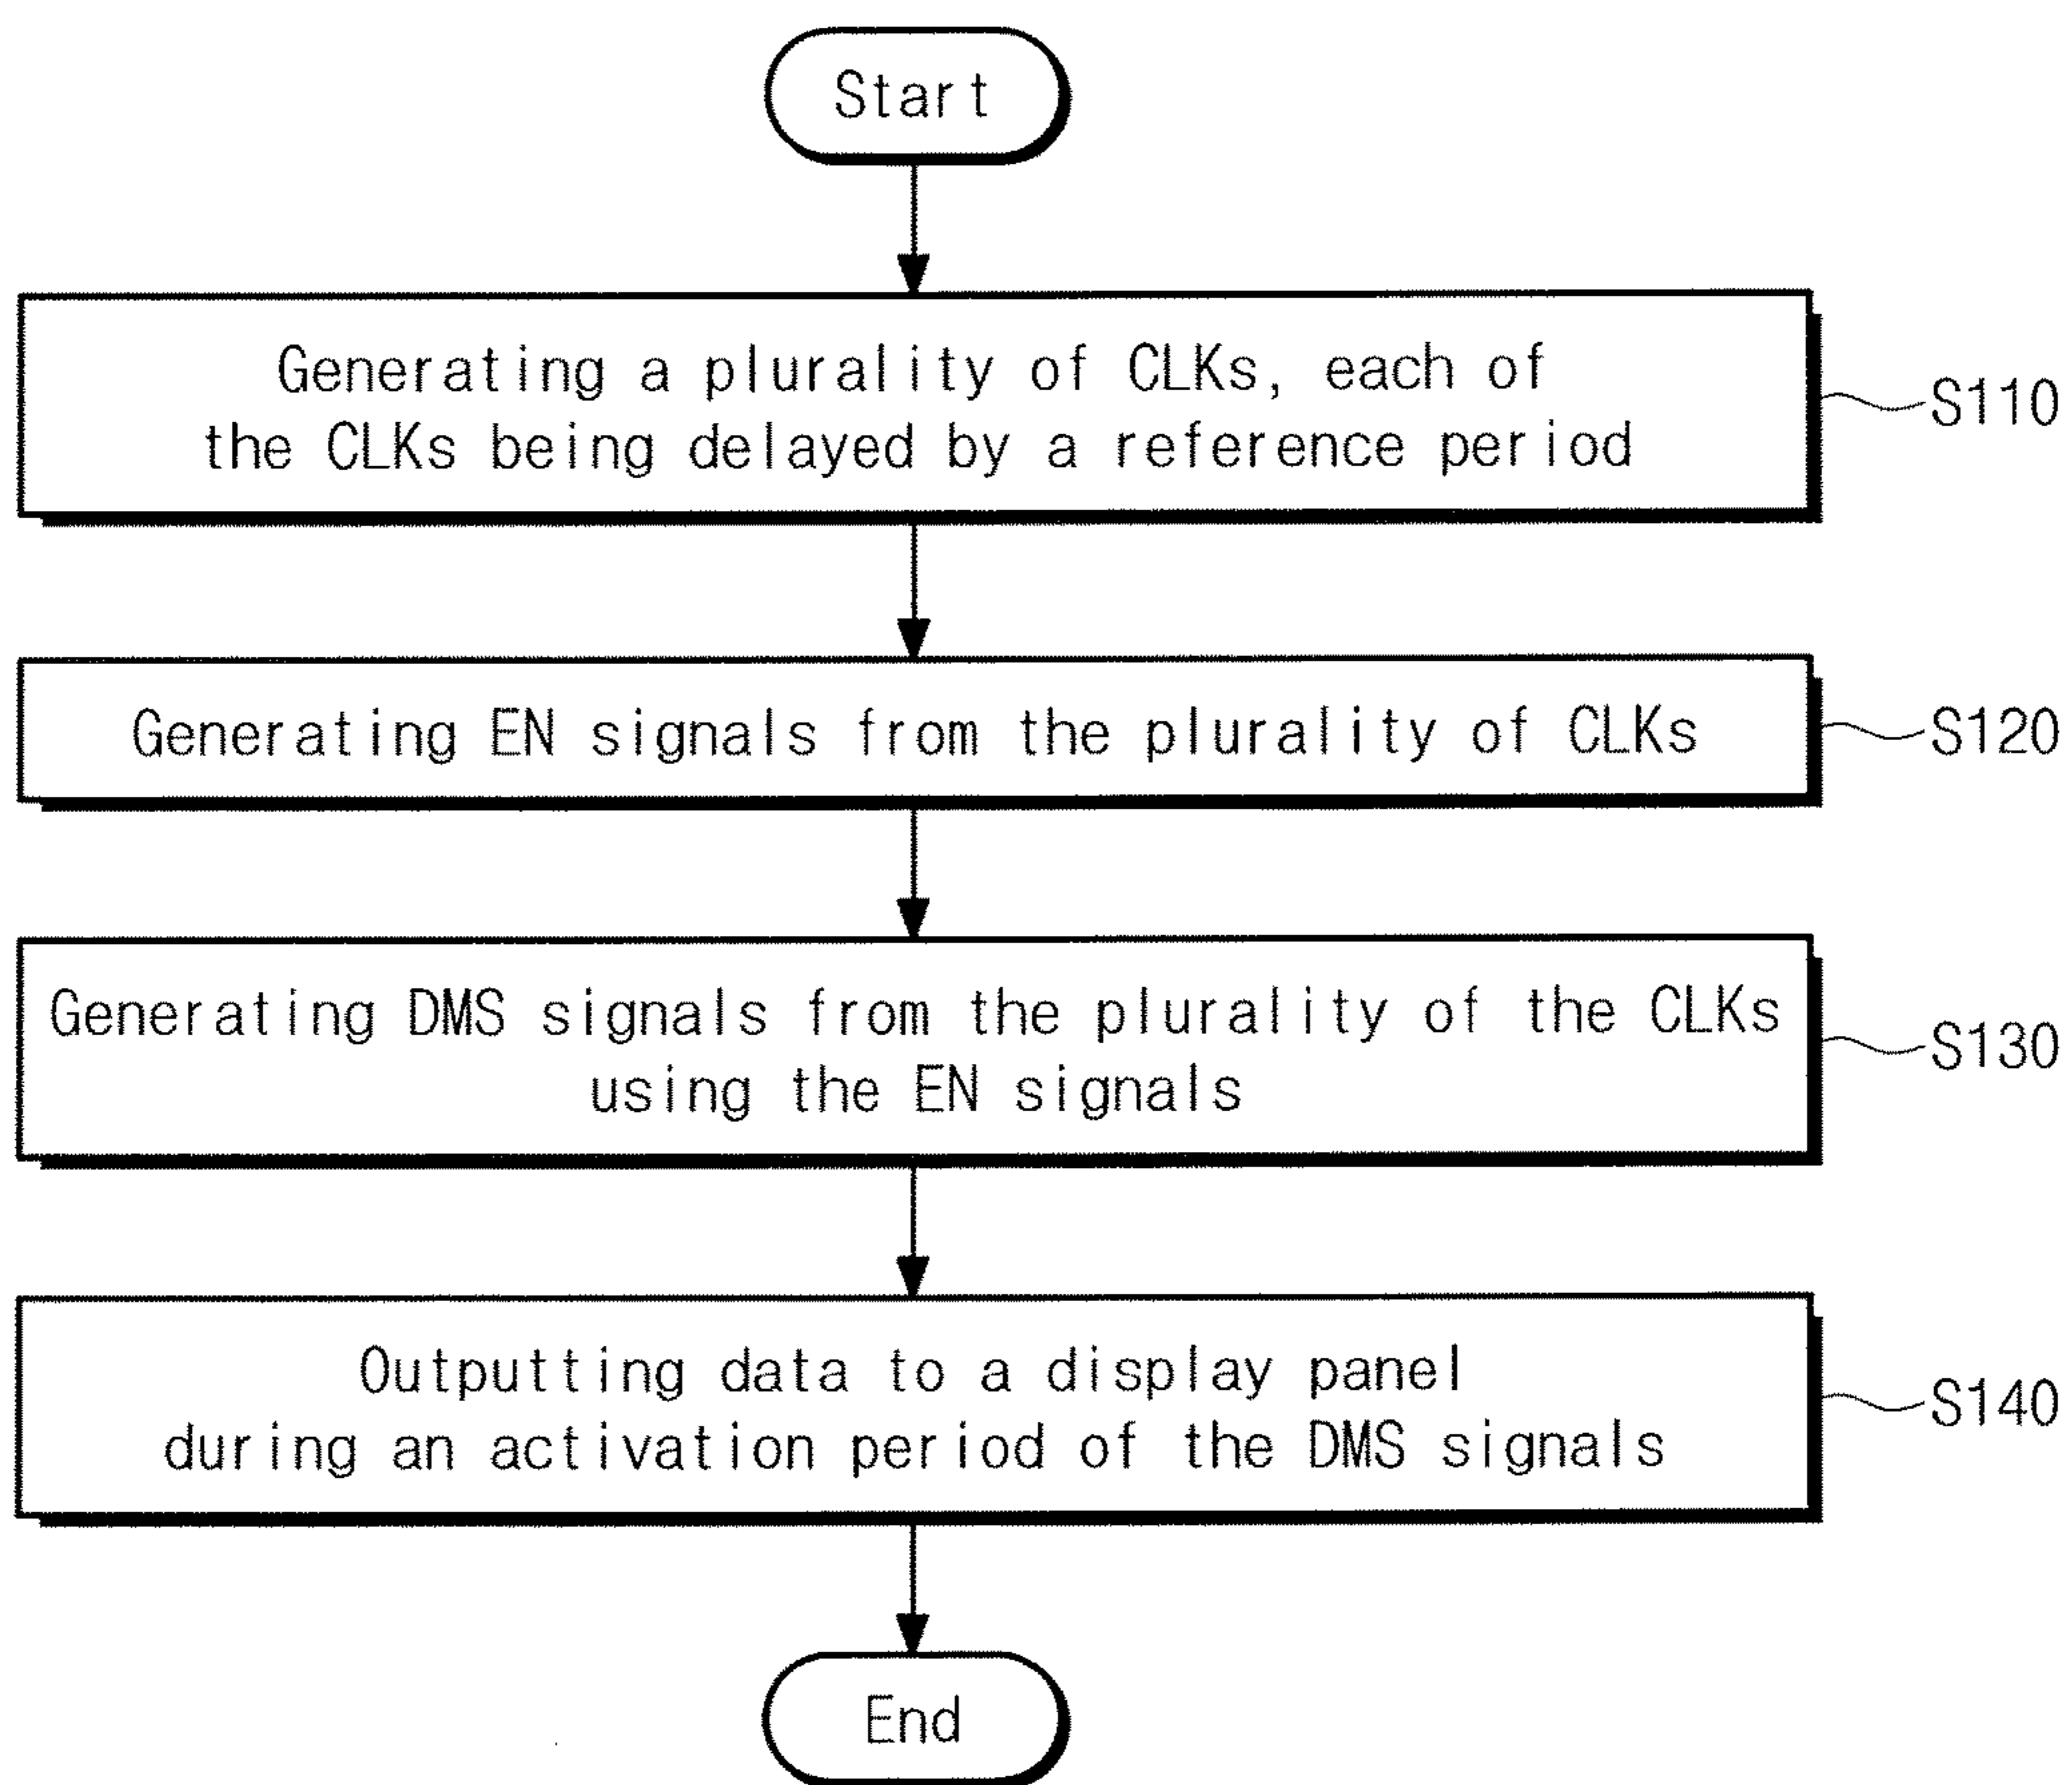 Start
Generating a plurality of CLKs, each of
the CLKs being delayed by a reference period
S110
Generating EN signals from the plurality of CLKs
S120
Generating DMS signals from the plurality of the CLKs
using the EN signals
S130
Outputting data to a display panel
during an activation period of the DMS signals
S140
End